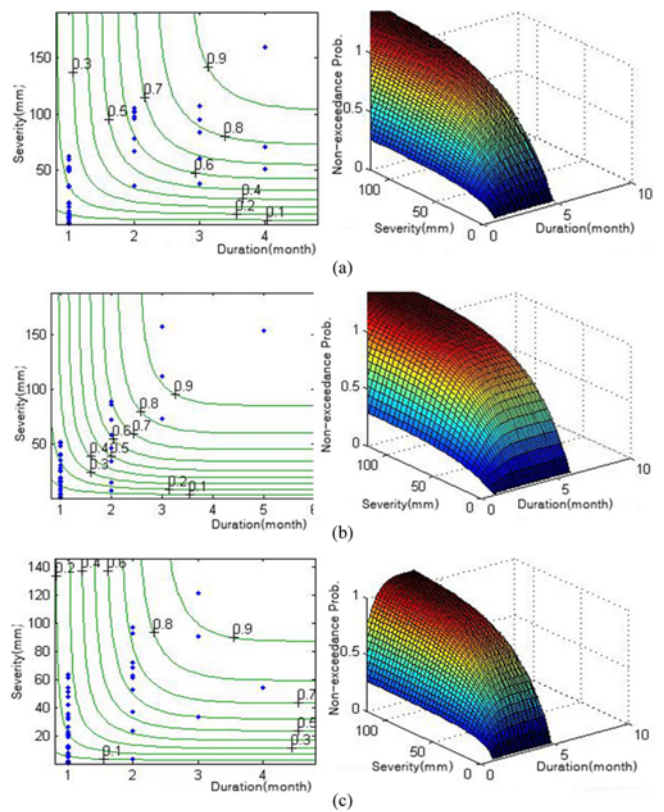 0.9
0.3
0.7
0.5
0.8
0.6
0.4
0.2
0.1
150
100
50
Severity(mm)
1 2 3 4
Duration(month)
1
0.5
0
Non-exceedance Prob.
100
50
0
Severity(mm)
0
5
10
Duration(month)
(a)
0.9
0.8
0.7
0.6
0.5
0.4
0.3
0.2
0.1
150
100
50
Severity(mm)
1 2 3 4 5 6
Duration(month)
1
0.5
0
Non-exceedance Prob.
100
50
0
Severity(mm)
0
5
10
Duration(month)
(b)
0.2 0.4 0.6
0.8
0.9
0.7
0.5
0.3
0.1
140
120
100
80
60
40
20
Severity(mm)
1 2 3 4
Duration(month)
1
0.5
0
Non-exceedance Prob.
100
50
0
Severity(mm)
0
5
10
Duration(month)
(c)